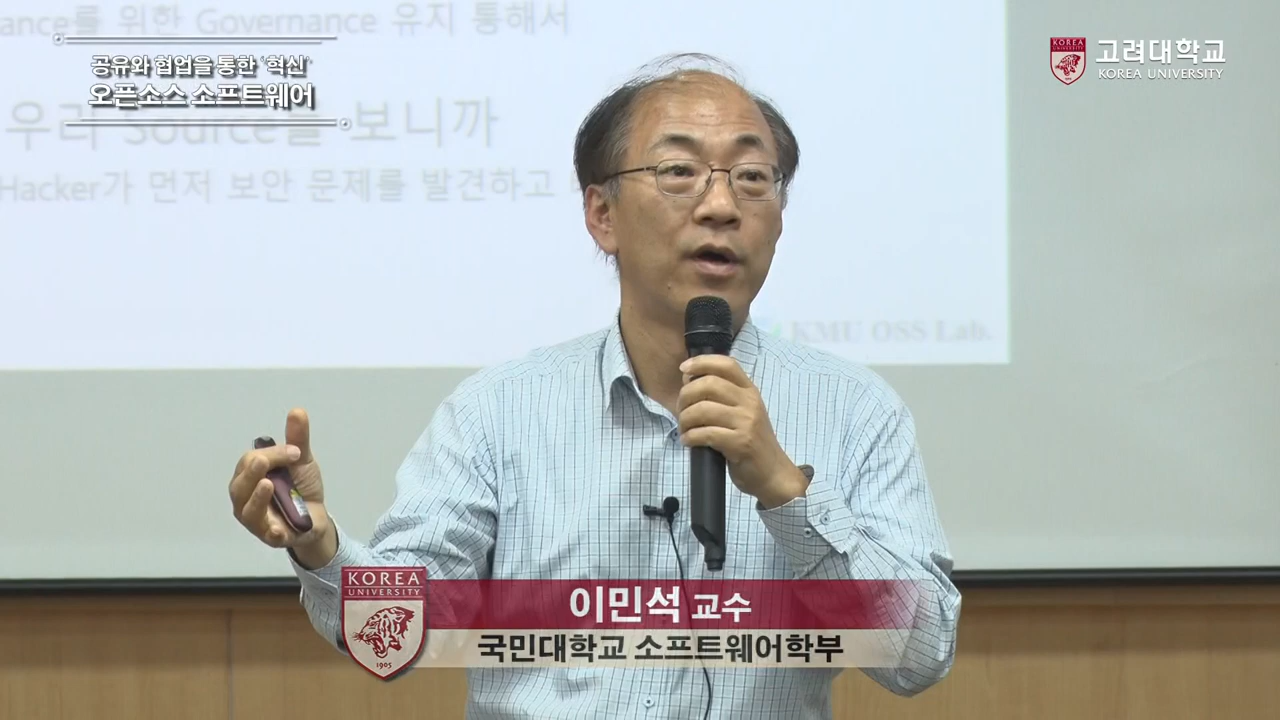 ance를 위한 Governance 유지 통해서
공유와 협업을 통한 '혁신'
오픈소스 소프트웨어
우리 Source를 보니까
Hacker가 먼저 보안 문제를 발견하고
KOREA
UNIVERSITY
1905
고려대학교
KOREA UNIVERSITY
KMU OSS Lab.
KOREA
UNIVERSITY
1905
이민석 교수
국민대학교 소프트웨어학부